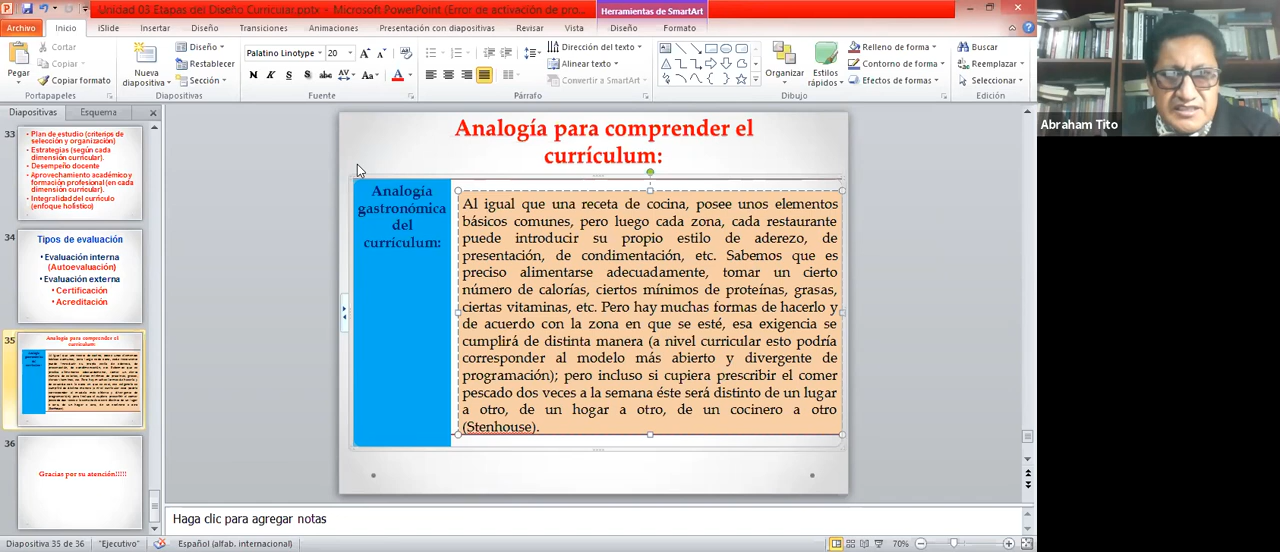 Unidad 03 Etapas del Diseño Curricular.pptx - Microsoft PowerPoint (Error de activación de pro...
Herramientas de SmartArt
Archivo Inicio iSlide Insertar Diseño Transiciones Animaciones Presentación con diapositivas Revisar Vista Diseño Formato
Pegar
Cortar
Copiar
Copiar formato
Portapapeles
Nueva diapositiva
Diseño
Restablecer
Sección
Diapositivas
Palatino Linotype 20
N K S S abc AV Aa A
Fuente
Dirección del texto
Alinear texto
Convertir a SmartArt
Párrafo
Organizar
Estilos rápidos
Relleno de forma
Contorno de forma
Efectos de formas
Dibujo
Buscar
Reemplazar
Seleccionar
Edición
Abraham Tito
Diapositivas Esquema
33
Plan de estudio (criterios de
selección y organización)
Estrategias (según cada
dimensión curricular).
Desempeño docente
Aprovechamiento académico y
formación profesional (en cada
dimensión curricular).
Integralidad del currículo
(enfoque holístico)
34
Tipos de evaluación
Evaluación interna
(Autoevaluación)
Evaluación externa
Certificación
Acreditación
35
Analogía para comprender el
currículum:
36
Gracias por su atención!!!!!
Analogía para comprender el
currículum:
Analogía
gastronómica
del
currículum:
Al igual que una receta de cocina, posee unos elementos
básicos comunes, pero luego cada zona, cada restaurante
puede introducir su propio estilo de aderezo, de
presentación, de condimentación, etc. Sabemos que es
preciso alimentarse adecuadamente, tomar un cierto
número de calorías, ciertos mínimos de proteínas, grasas,
ciertas vitaminas, etc. Pero hay muchas formas de hacerlo y
de acuerdo con la zona en que se esté, esa exigencia se
cumplirá de distinta manera (a nivel curricular esto podría
corresponder al modelo más abierto y divergente de
programación); pero incluso si cupiera prescribir el comer
pescado dos veces a la semana éste será distinto de un lugar
a otro, de un hogar a otro, de un cocinero a otro
(Stenhouse).
Haga clic para agregar notas
Diapositiva 35 de 36 "Ejecutivo" Español (alfab. internacional) 70%